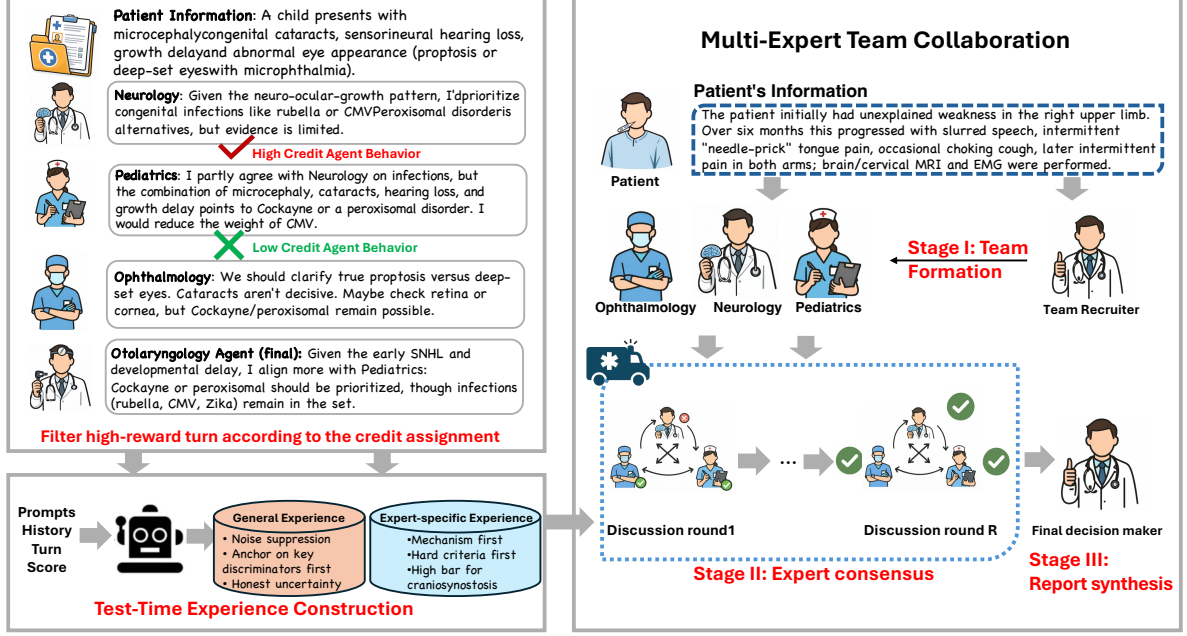 Patient Information: A child presents with
microcephalycongenital cataracts, sensorineural hearing loss,
growth delayand abnormal eye appearance (proptosis or
deep-set eyeswith microphthalmia).
Neurology: Given the neuro-ocular-growth pattern, I'dprioritize
congenital infections like rubella or CMVPeroxisomal disorderis
alternatives, but evidence is limited.
High Credit Agent Behavior
Pediatrics: I partly agree with Neurology on infections, but
the combination of microcephaly, cataracts, hearing loss, and
growth delay points to Cockayne or a peroxisomal disorder. I
would reduce the weight of CMV.
Low Credit Agent Behavior
Ophthalmology: We should clarify true proptosis versus deep-
set eyes. Cataracts aren't decisive. Maybe check retina or
cornea, but Cockayne/peroxisomal remain possible.
Otolaryngology Agent (final): Given the early SNHL and
developmental delay, I align more with Pediatrics:
Cockayne or peroxisomal should be prioritized, though infections
(rubella, CMV, Zika) remain in the set.
Filter high-reward turn according to the credit assignment
Prompts
History
Turn
Score
General Experience
• Noise suppression
• Anchor on key
discriminators first
• Honest uncertainty
Expert-specific Experience
•Mechanism first
•Hard criteria first
•High bar for
craniosynostosis
Test-Time Experience Construction
Multi-Expert Team Collaboration
Patient's Information
The patient initially had unexplained weakness in the right upper limb.
Over six months this progressed with slurred speech, intermittent
"needle-prick" tongue pain, occasional choking cough, later intermittent
pain in both arms; brain/cervical MRI and EMG were performed.
Patient
Stage I: Team
Formation
Ophthalmology
Neurology
Pediatrics
Team Recruiter
...
Discussion round1
Discussion round R
Final decision maker
Stage II: Expert consensus
Stage III:
Report synthesis